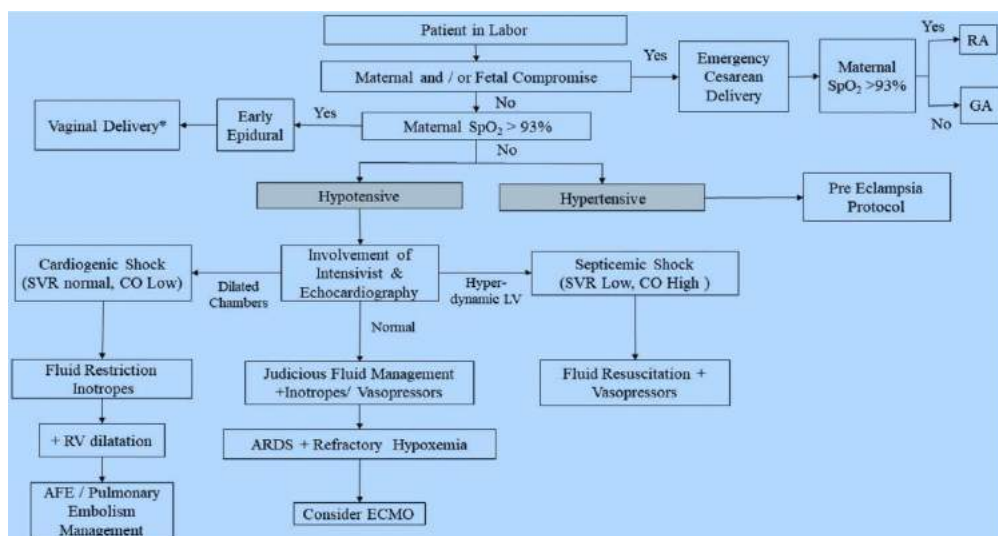 Patient in Labor
Maternal and / or Fetal Compromise
Yes
Emergency
Cesarean
Delivery
Maternal
SpO₂ >93%
Yes
RA
No
GA
No
Maternal SpO₂ > 93%
Yes
Early
Epidural
Vaginal Delivery*
No
Hypotensive
Hypertensive
Pre Eclampsia
Protocol
Involvement of
Intensivist &
Echocardiography
Dilated
Chambers
Cardiogenic Shock
(SVR normal, CO Low)
Hyper-
dynamic LV
Septicemic Shock
(SVR Low, CO High )
Normal
Fluid Restriction
Inotropes
Judicious Fluid Management
+Inotropes/ Vasopressors
Fluid Resuscitation +
Vasopressors
+ RV dilatation
ARDS + Refractory Hypoxemia
AFE / Pulmonary
Embolism
Management
Consider ECMO